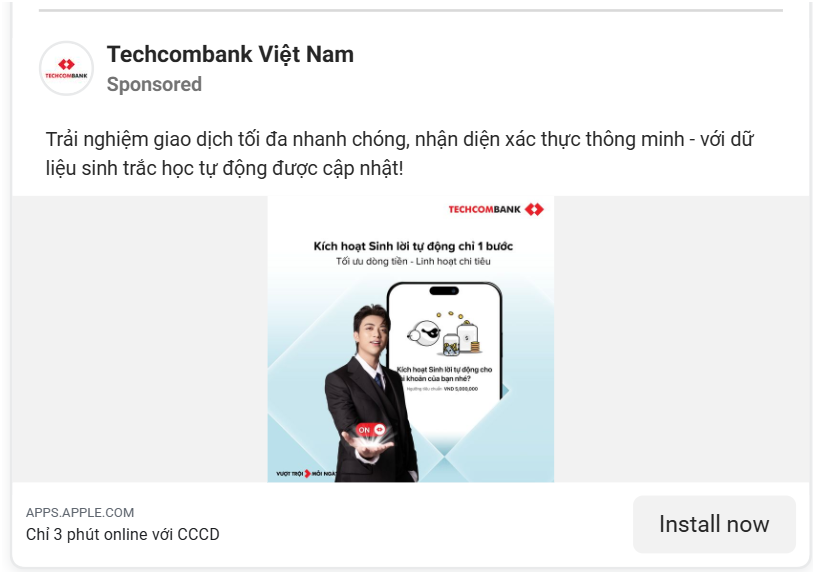 TECHCOMBANK
Techcombank Việt Nam
Sponsored
Trải nghiệm giao dịch tối đa nhanh chóng, nhận diện xác thực thông minh - với dữ
liệu sinh trắc học tự động được cập nhật!
TECHCOMBANK
Kích hoạt Sinh lời tự động chỉ 1 bước
Tối ưu dòng tiền - Linh hoạt chi tiêu
Kích hoạt Sinh lời tự động cho
i khoản của bạn nhé?
Ngưỡng tiêu chuẩn: VND 5,000,000
ON
VƯỢT TRỘI MỖI NGÀY
APPS.APPLE.COM
Chỉ 3 phút online với CCCD
Install now